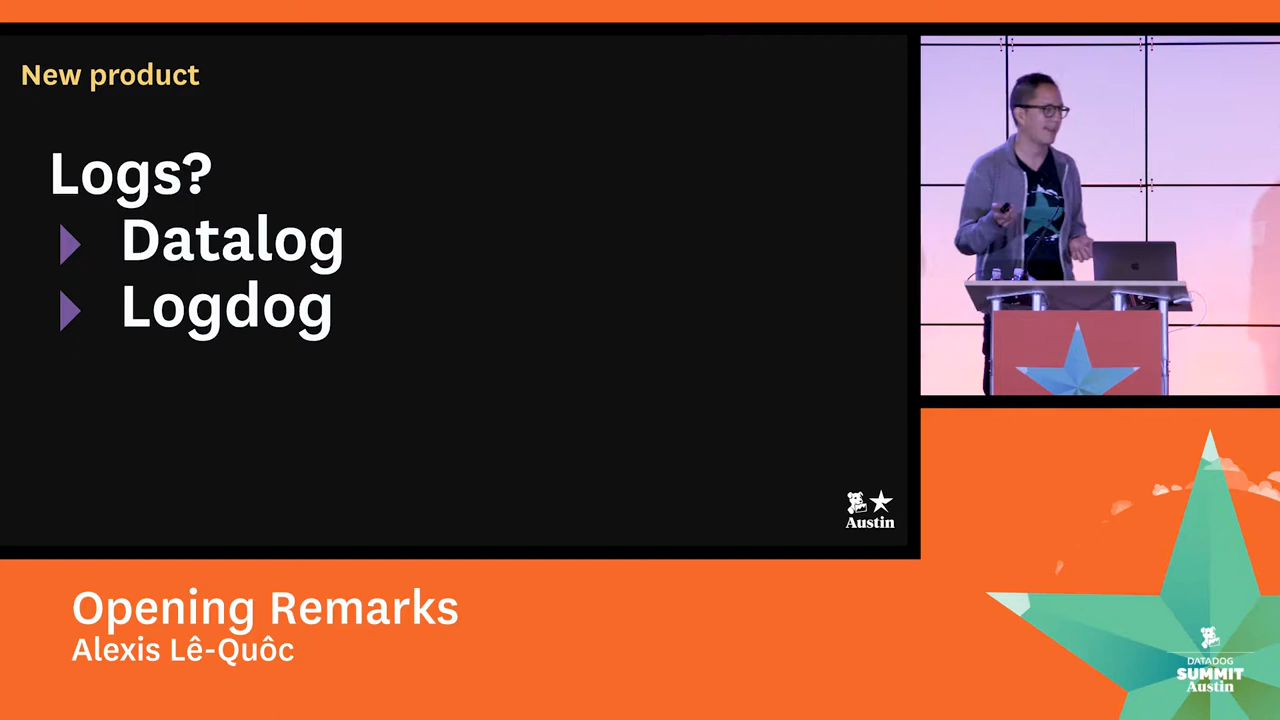 New product
Logs?
Datalog
Logdog
Austin
Opening Remarks
Alexis Lê-Quôc
DATADOG
SUMMIT
Austin